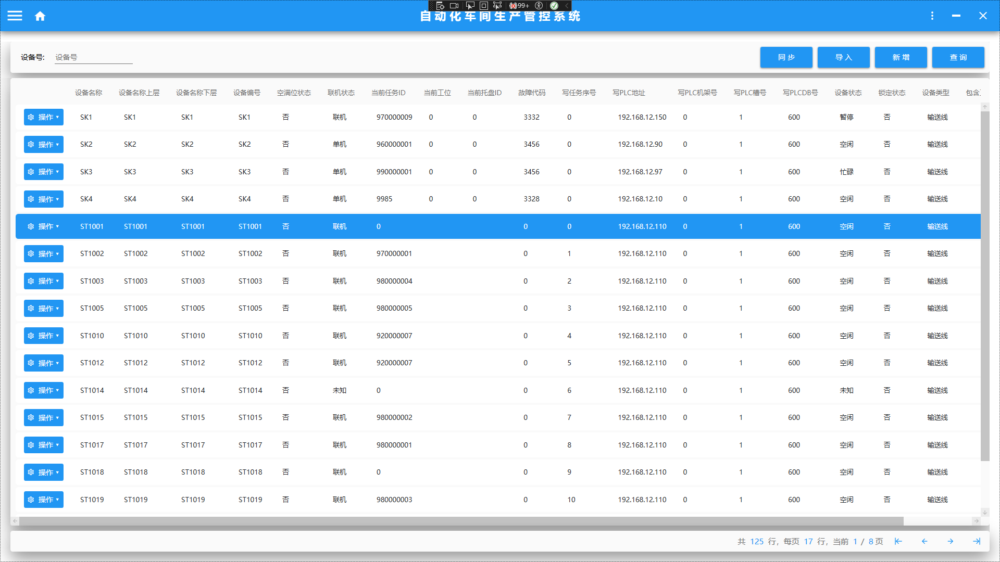 99+
自动化车间生产管控系统
设备号: 设备号 同 步 导 入 新 增 查 询
设备名称 设备名称上层 设备名称下层 设备编号 空满位状态 联机状态 当前任务ID 当前工位 当前托盘ID 故障代码 写任务序号 写PLC地址 写PLC机架号 写PLC槽号 写PLCDB号 设备状态 锁定状态 设备类型 包含
操作 SK1 SK1 SK1 SK1 否 联机 970000009 0 0 3332 0 192.168.12.150 0 1 600 暂停 否 输送线
操作 SK2 SK2 SK2 SK2 否 单机 960000001 0 0 3456 0 192.168.12.90 0 1 600 空闲 否 输送线
操作 SK3 SK3 SK3 SK3 否 单机 990000001 0 0 3456 0 192.168.12.97 0 1 600 忙碌 否 输送线
操作 SK4 SK4 SK4 SK4 否 单机 9985 0 0 3328 0 192.168.12.10 0 1 600 空闲 否 输送线
操作 ST1001 ST1001 ST1001 ST1001 否 联机 0 0 0 192.168.12.110 0 1 600 空闲 否 输送线
操作 ST1002 ST1002 ST1002 ST1002 否 联机 970000001 0 1 192.168.12.110 0 1 600 空闲 否 输送线
操作 ST1003 ST1003 ST1003 ST1003 否 联机 980000004 0 2 192.168.12.110 0 1 600 空闲 否 输送线
操作 ST1005 ST1005 ST1005 ST1005 否 联机 980000005 0 3 192.168.12.110 0 1 600 空闲 否 输送线
操作 ST1010 ST1010 ST1010 ST1010 否 联机 920000007 0 4 192.168.12.110 0 1 600 空闲 否 输送线
操作 ST1012 ST1012 ST1012 ST1012 否 联机 920000007 0 5 192.168.12.110 0 1 600 空闲 否 输送线
操作 ST1014 ST1014 ST1014 ST1014 否 未知 0 0 6 192.168.12.110 0 1 600 未知 否 输送线
操作 ST1015 ST1015 ST1015 ST1015 否 联机 980000002 0 7 192.168.12.110 0 1 600 空闲 否 输送线
操作 ST1017 ST1017 ST1017 ST1017 否 联机 980000001 0 8 192.168.12.110 0 1 600 空闲 否 输送线
操作 ST1018 ST1018 ST1018 ST1018 否 联机 0 0 9 192.168.12.110 0 1 600 空闲 否 输送线
操作 ST1019 ST1019 ST1019 ST1019 否 联机 980000003 0 10 192.168.12.110 0 1 600 空闲 否 输送线
共 125 行, 每页 17 行, 当前 1 / 8 页